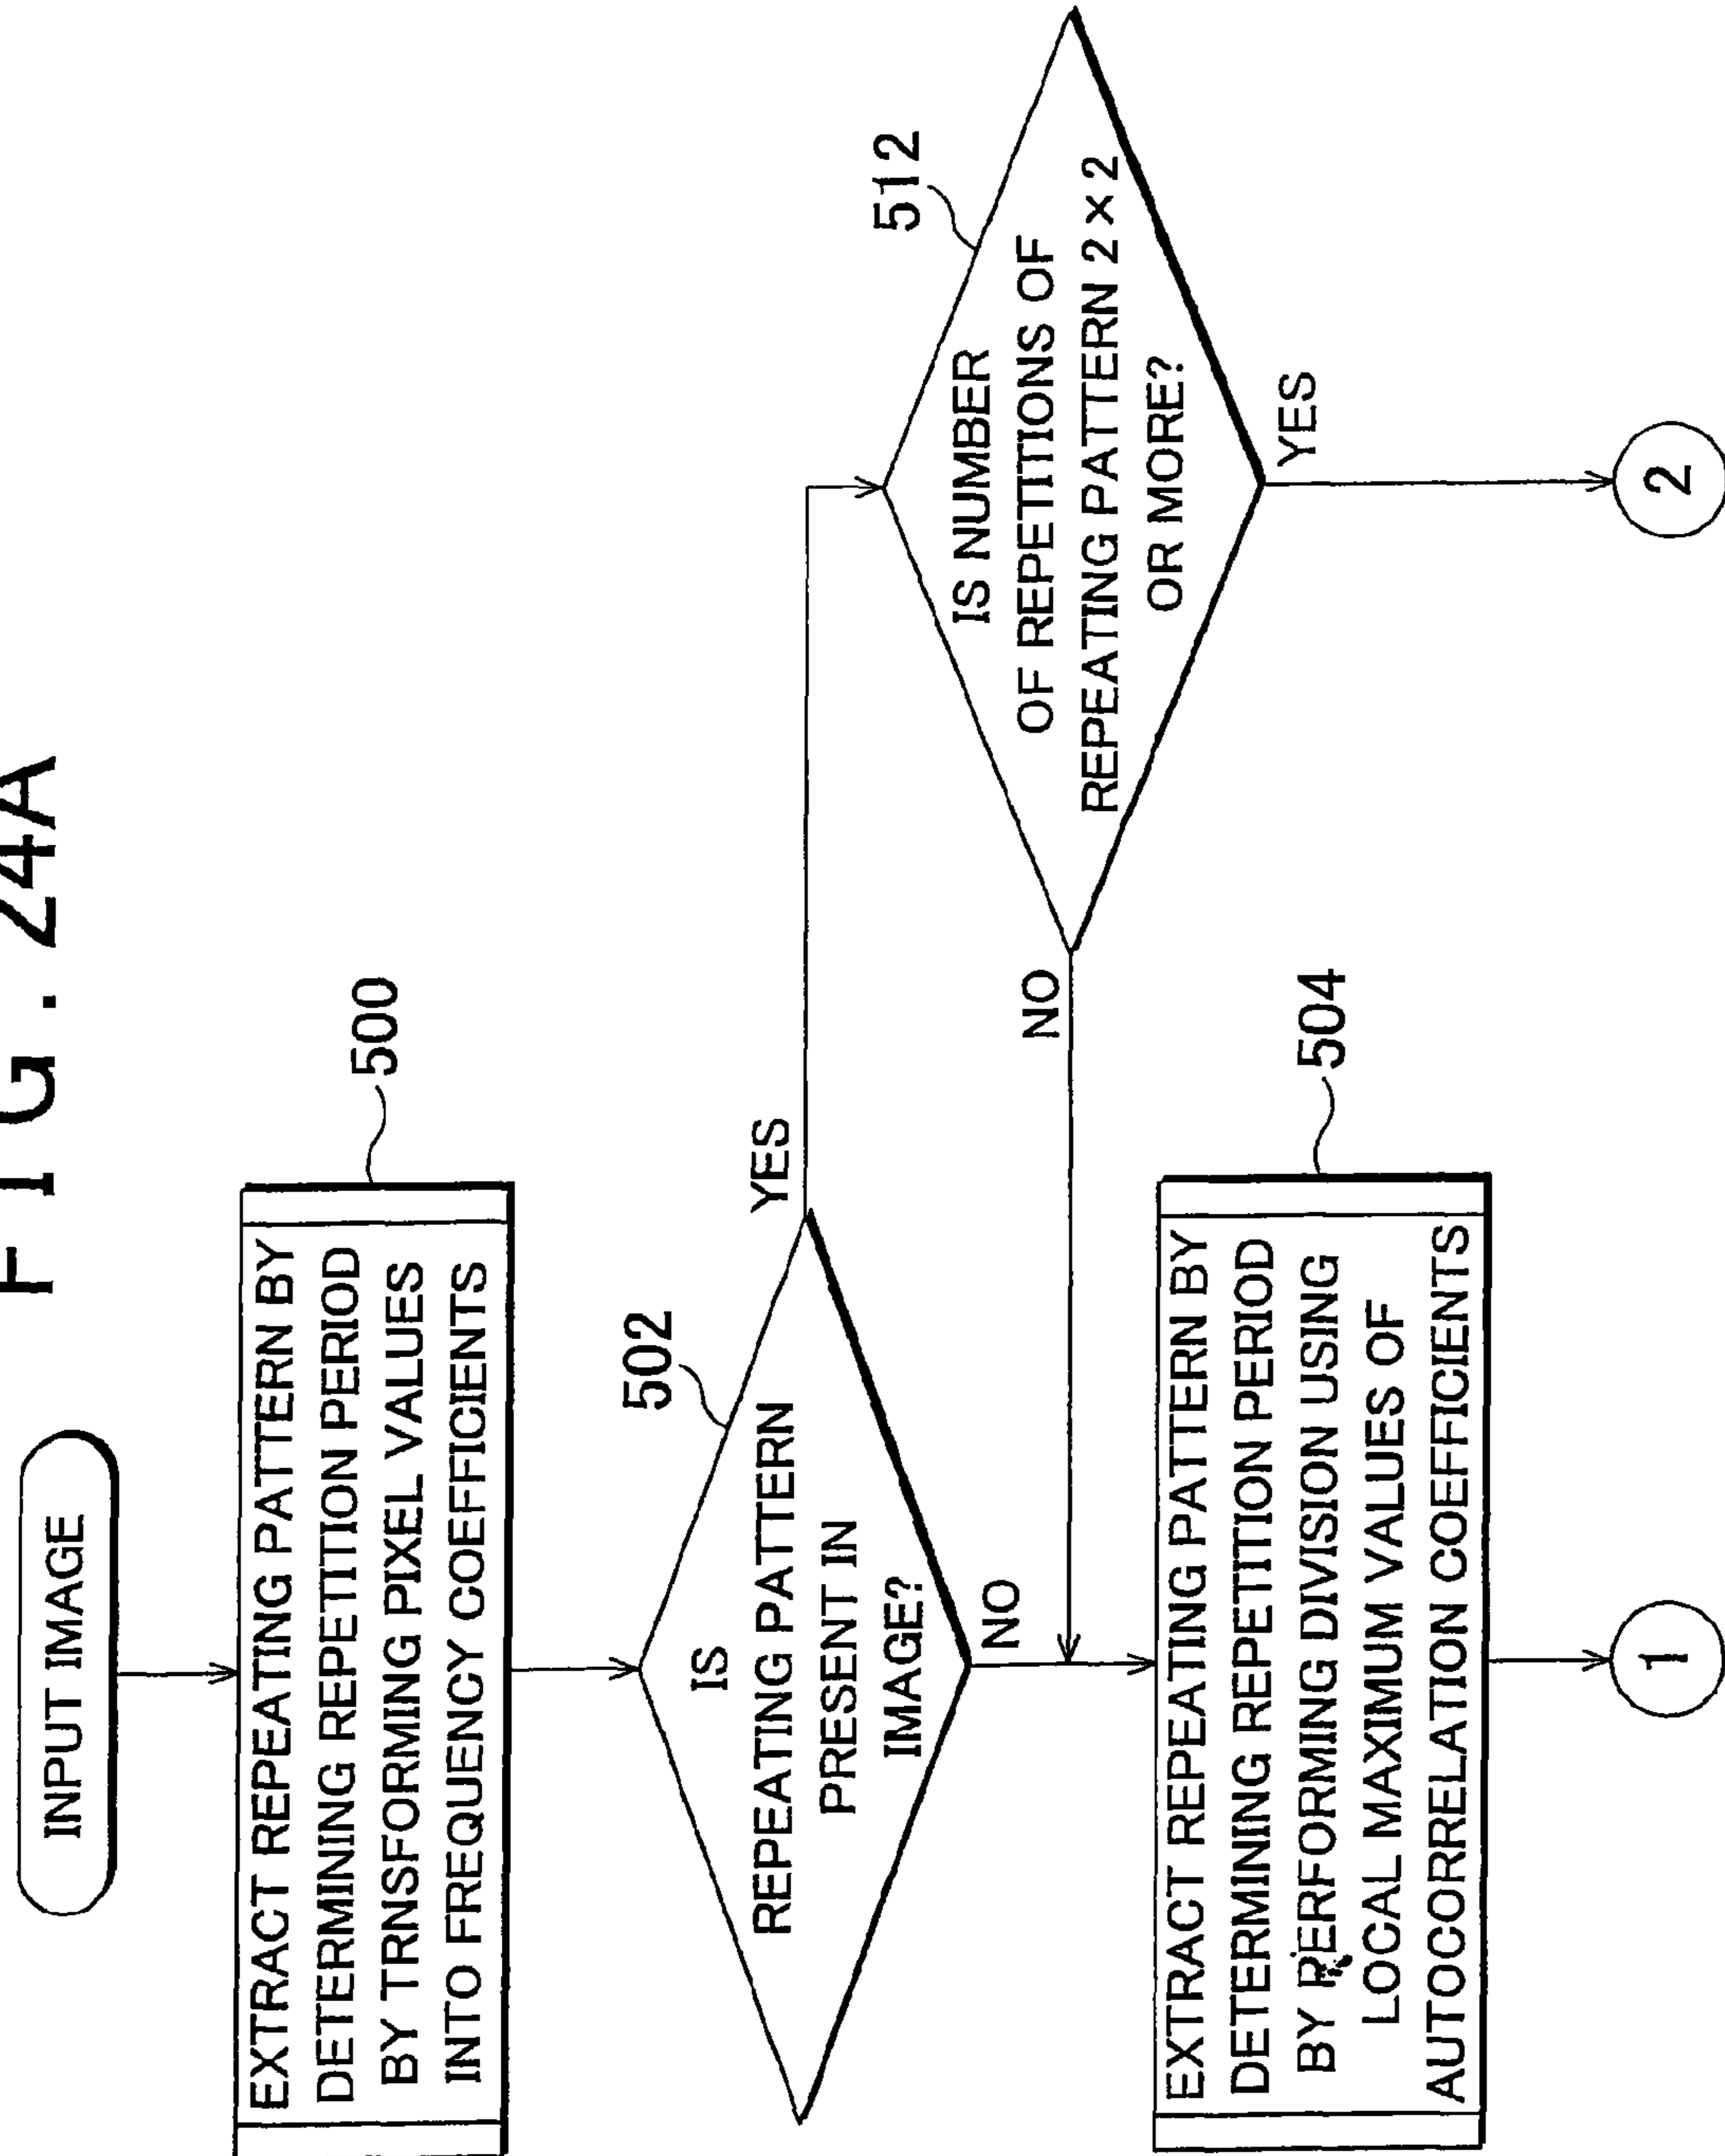 FIG. 24A
INPUT IMAGE
500
EXTRACT REPEATING PATTERN BY
DETERMINING REPETITION PERIOD
BY TRNSFORMING PIXEL VALUES
INTO FREQUENCY COEFFICIENTS
502
IS
REPEATING PATTERN
PRESENT IN
IMAGE?
YES
NO
512
IS NUMBER
OF REPETITIONS OF
REPEATING PATTERN 2×2
OR MORE?
NO
YES
504
EXTRACT REPEATING PATTERN BY
DETERMINING REPETITION PERIOD
BY PERFORMING DIVISION USING
LOCAL MAXIMUM VALUES OF
AUTOCORRELATION COEFFICIENTS
1
2